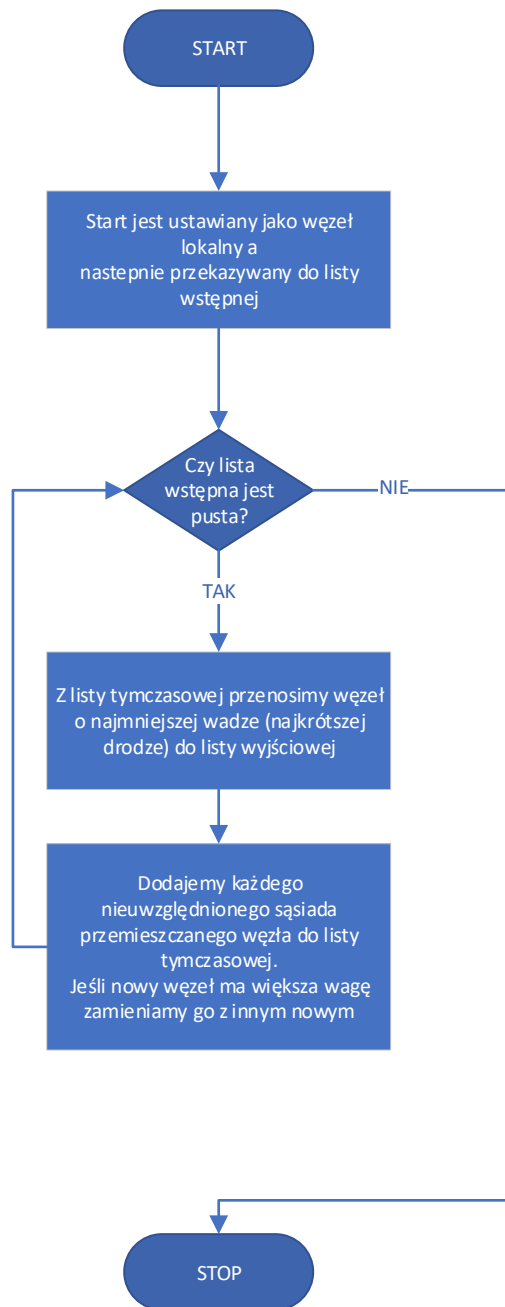 START
Start jest ustawiany jako węzeł
lokalny a
nastepnie przekazywany do listy
wstępnej
Czy lista
wstępna jest
pusta?
NIE
TAK
Z listy tymczasowej przenosimy węzeł
o najmniejszej wadze (najkrótszej
drodze) do listy wyjściowej
Dodajemy każdego
nieuwzględnionego sąsiada
przemieszczanego węzła do listy
tymczasowej.
Jeśli nowy węzeł ma większa wagę
zamieniamy go z innym nowym
STOP